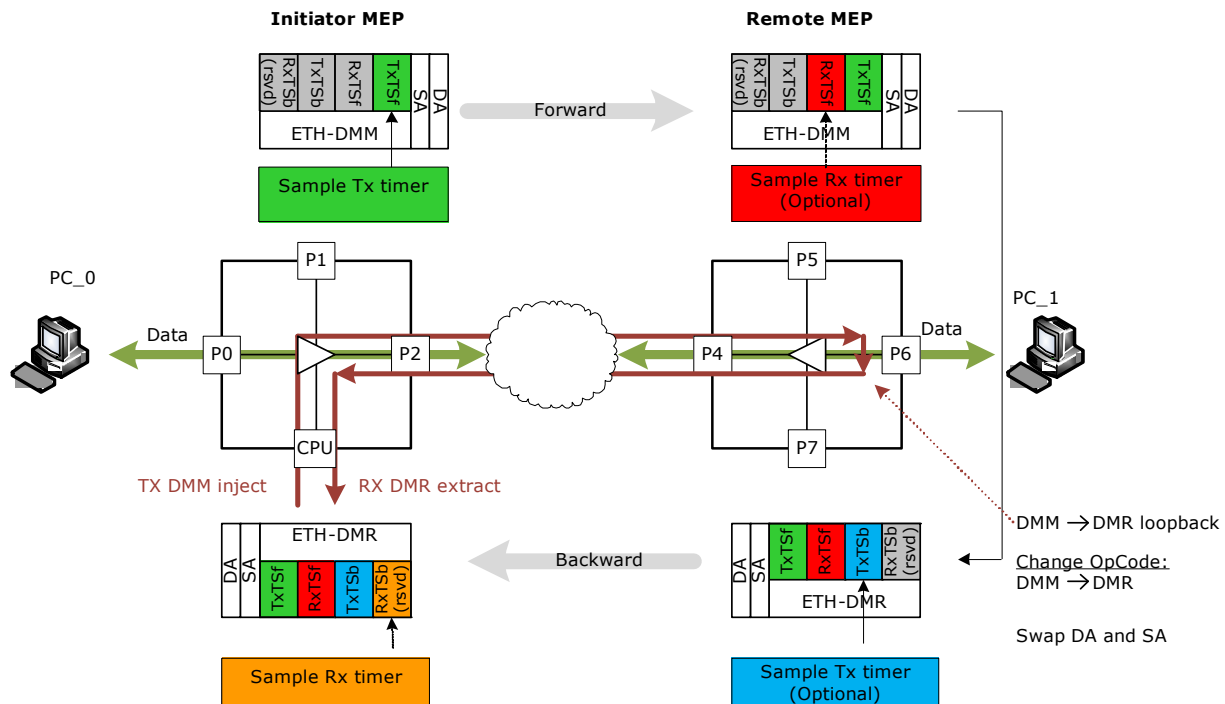 Initiator MEP
Remote MEP
RxTSb
(rsvd)
TxTSb
RxTSf
TxTSf
SA
DA
ETH-DMM
Sample Tx timer
Forward
RxTSb
(rsvd)
TxTSb
RxTSf
TxTSf
SA
DA
ETH-DMM
Sample Rx timer
(Optional)
PC_0
P1
P5
PC_1
Data
P0
P2
P4
P6
Data
CPU
P7
TX DMM inject
RX DMR extract
DMM →DMR loopback
Change OpCode:
DMM →DMR
Swap DA and SA
DA
SA
ETH-DMR
TxTSf
RxTSf
TxTSb
RxTSb
(rsvd)
Sample Rx timer
Backward
DA
SA
TxTSf
RxTSf
TxTSb
RxTSb
(rsvd)
ETH-DMR
Sample Tx timer
(Optional)